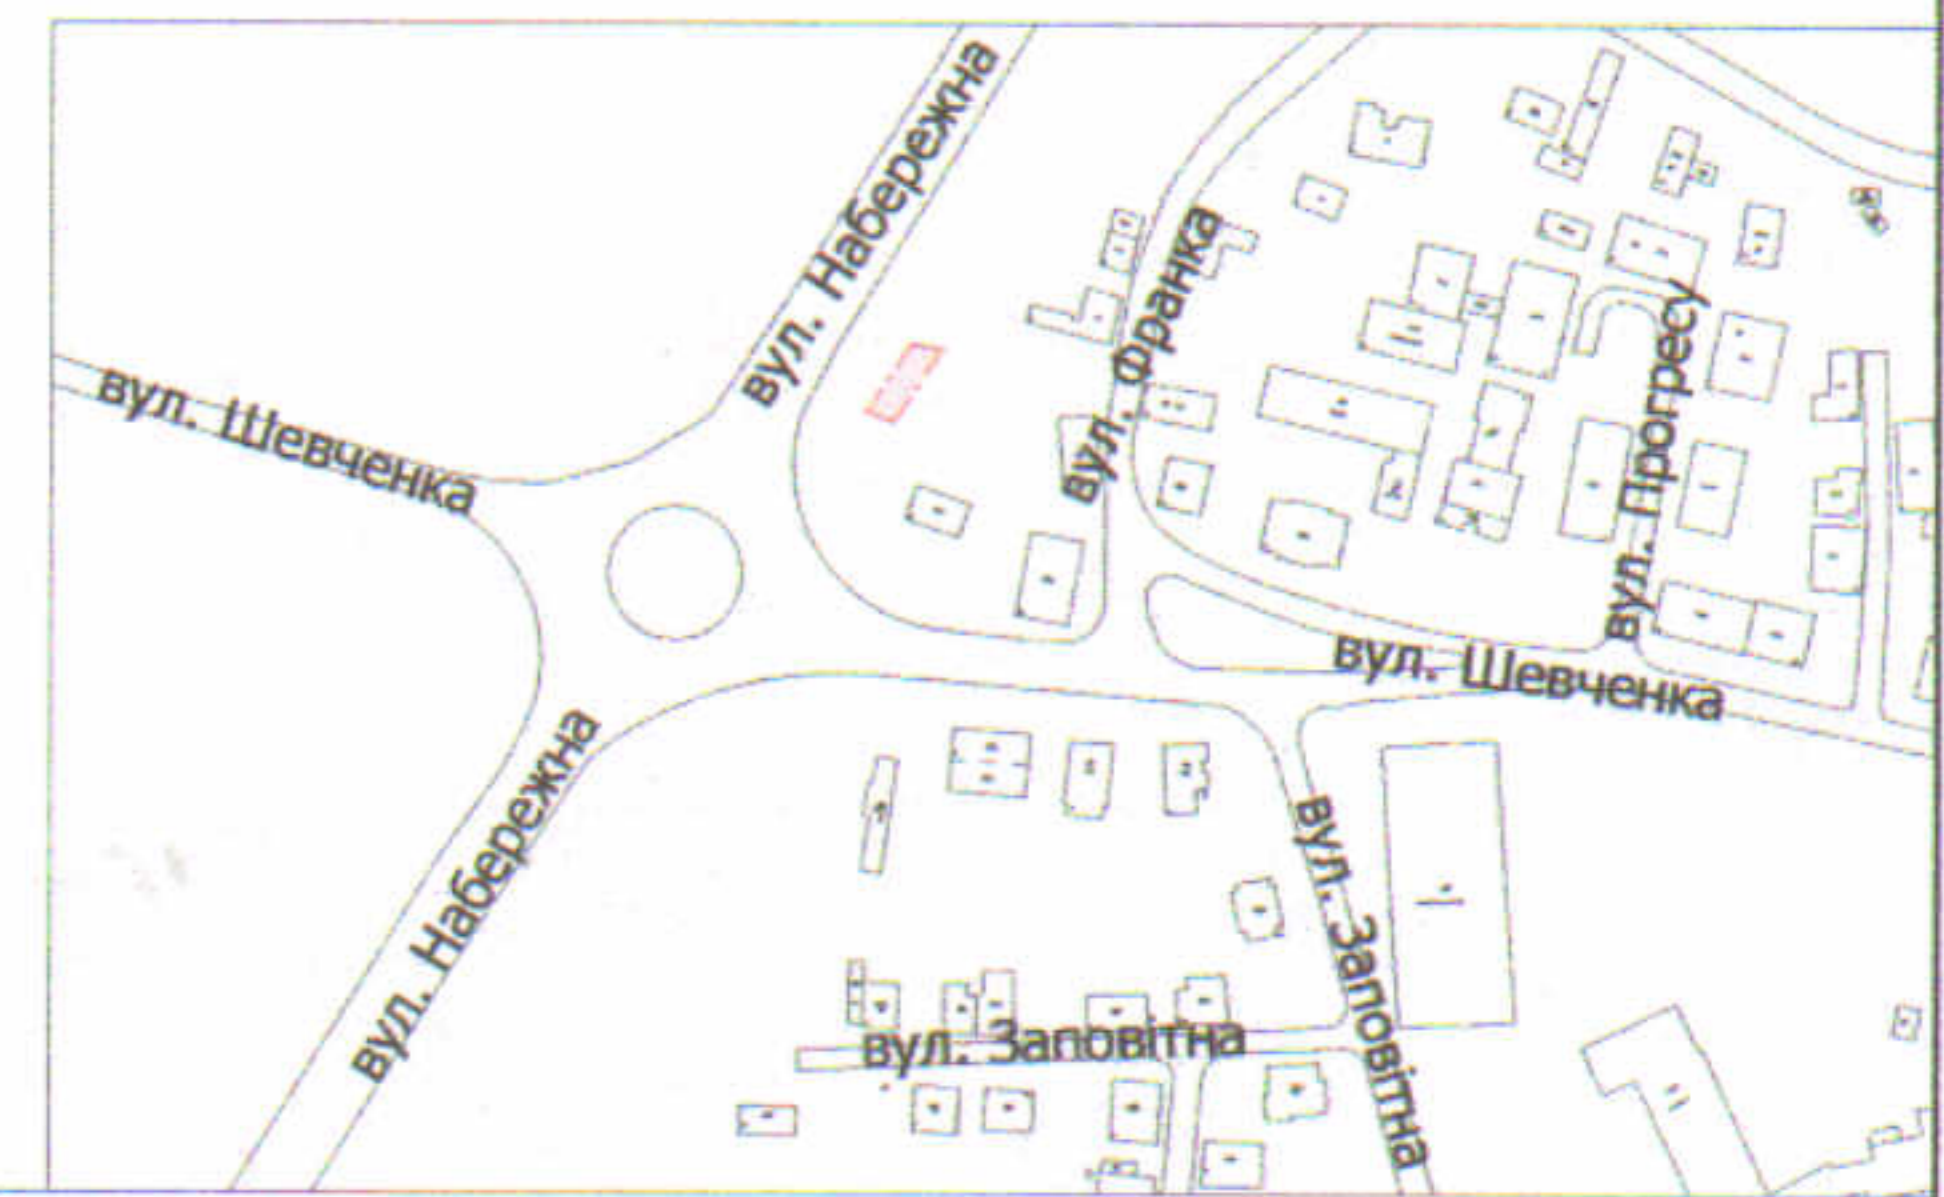 вул. Набережна
вул. Франка
вул. Прогресу
вул. Шевченка
вул. Шевченка
вул. Набережна
вул. Заповітна
вул. Заповітна